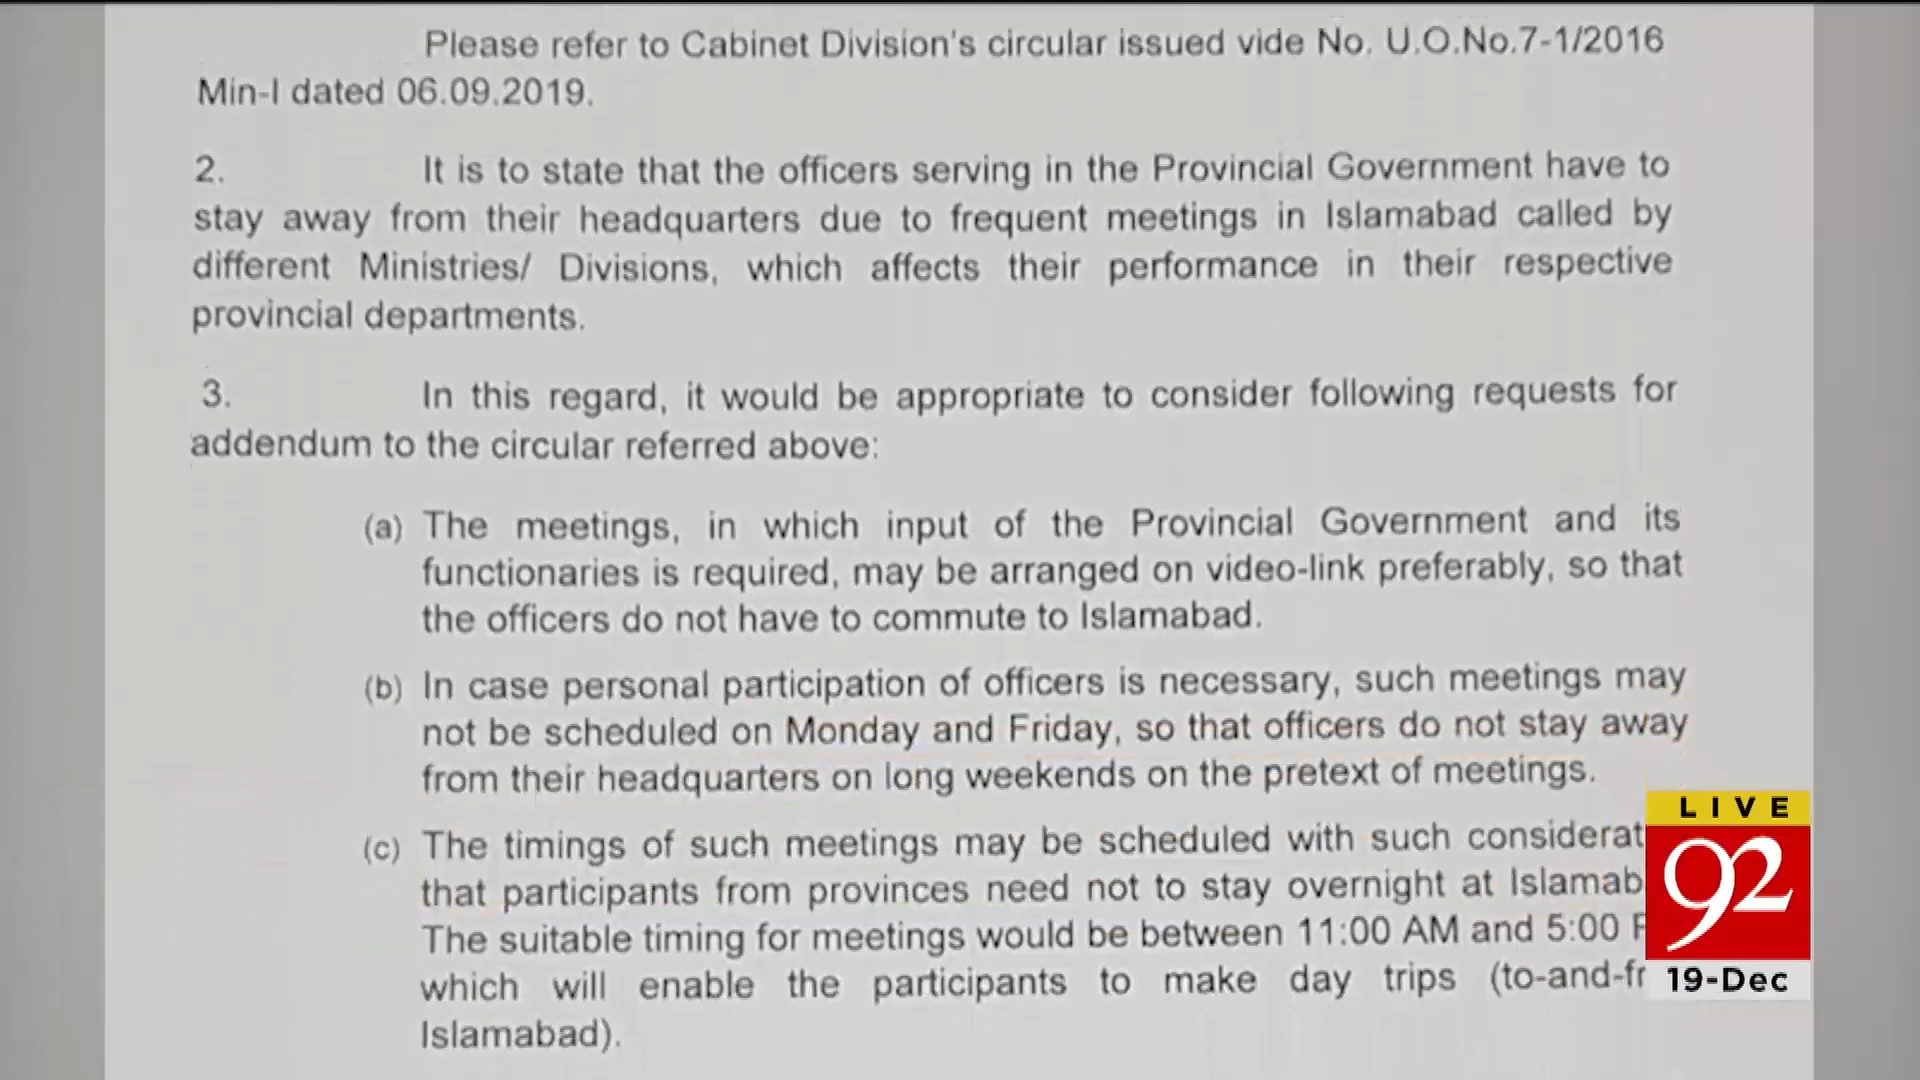 Please refer to Cabinet Division's circular issued vide No. U.O.No.7-1/2016
Min-I dated 06.09.2019.
2. It is to state that the officers serving in the Provincial Government have to
stay away from their headquarters due to frequent meetings in Islamabad called by
different Ministries/ Divisions, which affects their performance in their respective
provincial departments.
3. In this regard, it would be appropriate to consider following requests for
addendum to the circular referred above:
(a) The meetings, in which input of the Provincial Government and its
functionaries is required, may be arranged on video-link preferably, so that
the officers do not have to commute to Islamabad.
(b) In case personal participation of officers is necessary, such meetings may
not be scheduled on Monday and Friday, so that officers do not stay away
from their headquarters on long weekends on the pretext of meetings.
(c) The timings of such meetings may be scheduled with such
that participants from provinces need not to stay overnight at
The suitable timing for meetings would be between 11:00 AM and 5:00
which will enable the participants to make day trips
Islamabad).
LIVE
92
19-Dec